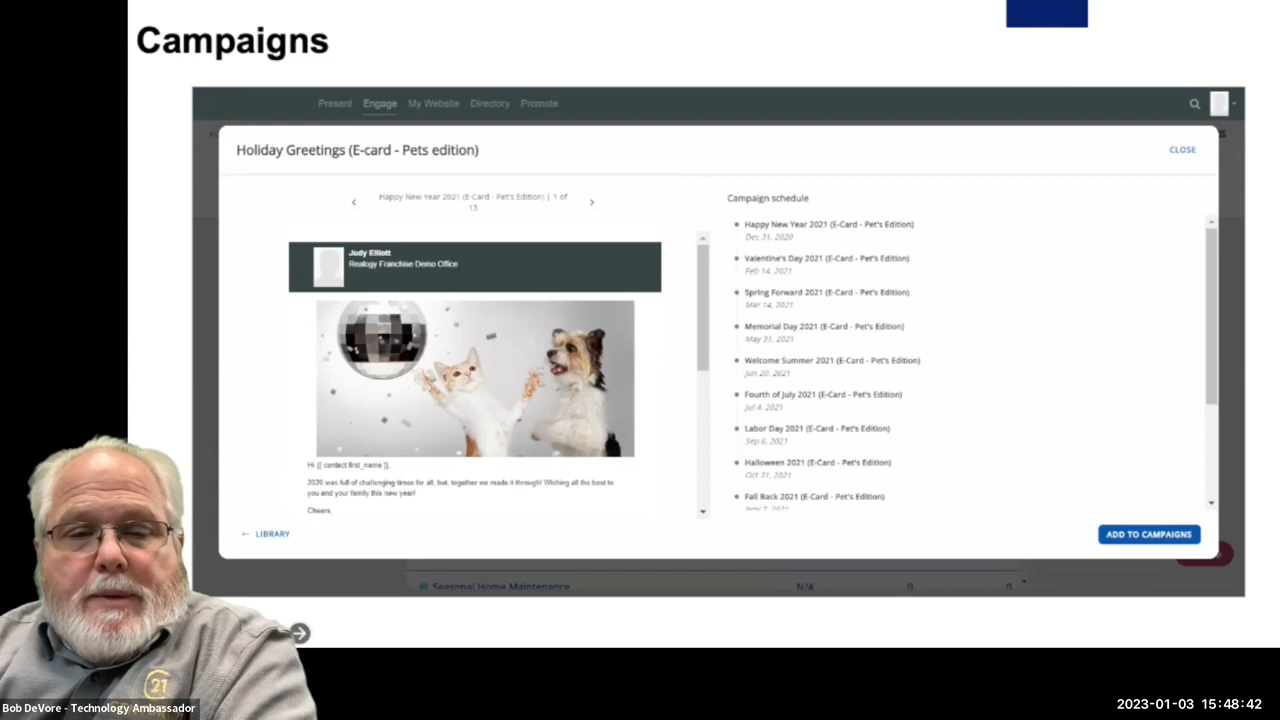 Campaigns
Present Engage My Website Directory Promote
Holiday Greetings (E-card - Pets edition)
CLOSE
Happy New Year 2021 (E-Card - Pet's Edition) | 1 of
13
Judy Elliott
Realogy Franchise Demo Office
Hi {{ contact.first_name }},
2020 was full of challenging times for all, but, together we made it through! Wishing all the best to
you and your family this new year!
Cheers,
← LIBRARY
Campaign schedule
Happy New Year 2021 (E-Card - Pet's Edition)
Dec 31, 2020
Valentine's Day 2021 (E-Card - Pet's Edition)
Feb 14, 2021
Spring Forward 2021 (E-Card - Pet's Edition)
Mar 14, 2021
Memorial Day 2021 (E-Card - Pet's Edition)
May 31, 2021
Welcome Summer 2021 (E-Card - Pet's Edition)
Jun 20, 2021
Fourth of July 2021 (E-Card - Pet's Edition)
Jul 4, 2021
Labor Day 2021 (E-Card - Pet's Edition)
Sep 6, 2021
Halloween 2021 (E-Card - Pet's Edition)
Oct 31, 2021
Fall Back 2021 (E-Card - Pet's Edition)
Nov 7, 2021
ADD TO CAMPAIGNS
Seasonal Home Maintenance N/A 0 0
21
Bob DeVore - Technology Ambassador
2023-01-03 15:48:42